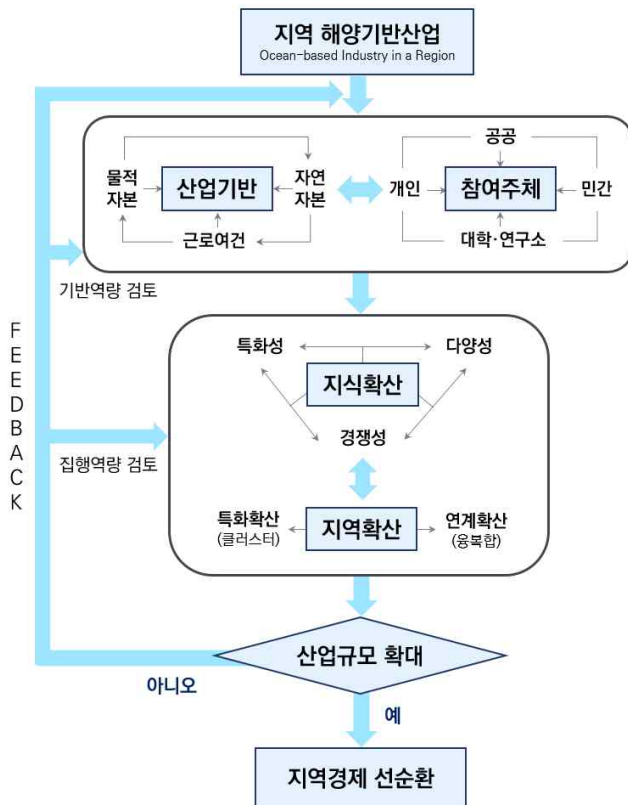 지역 해양기반산업
Ocean-based Industry in a Region
공공
물적
자본
산업기반
자연
자본
개인
참여주체
민간
근로여건
대학·연구소
기반역량 검토
FEEDBACK
특화성
다양성
지식확산
경쟁성
집행역량 검토
특화확산
(클러스터)
지역확산
연계확산
(융복합)
산업규모 확대
아니오
예
지역경제 선순환